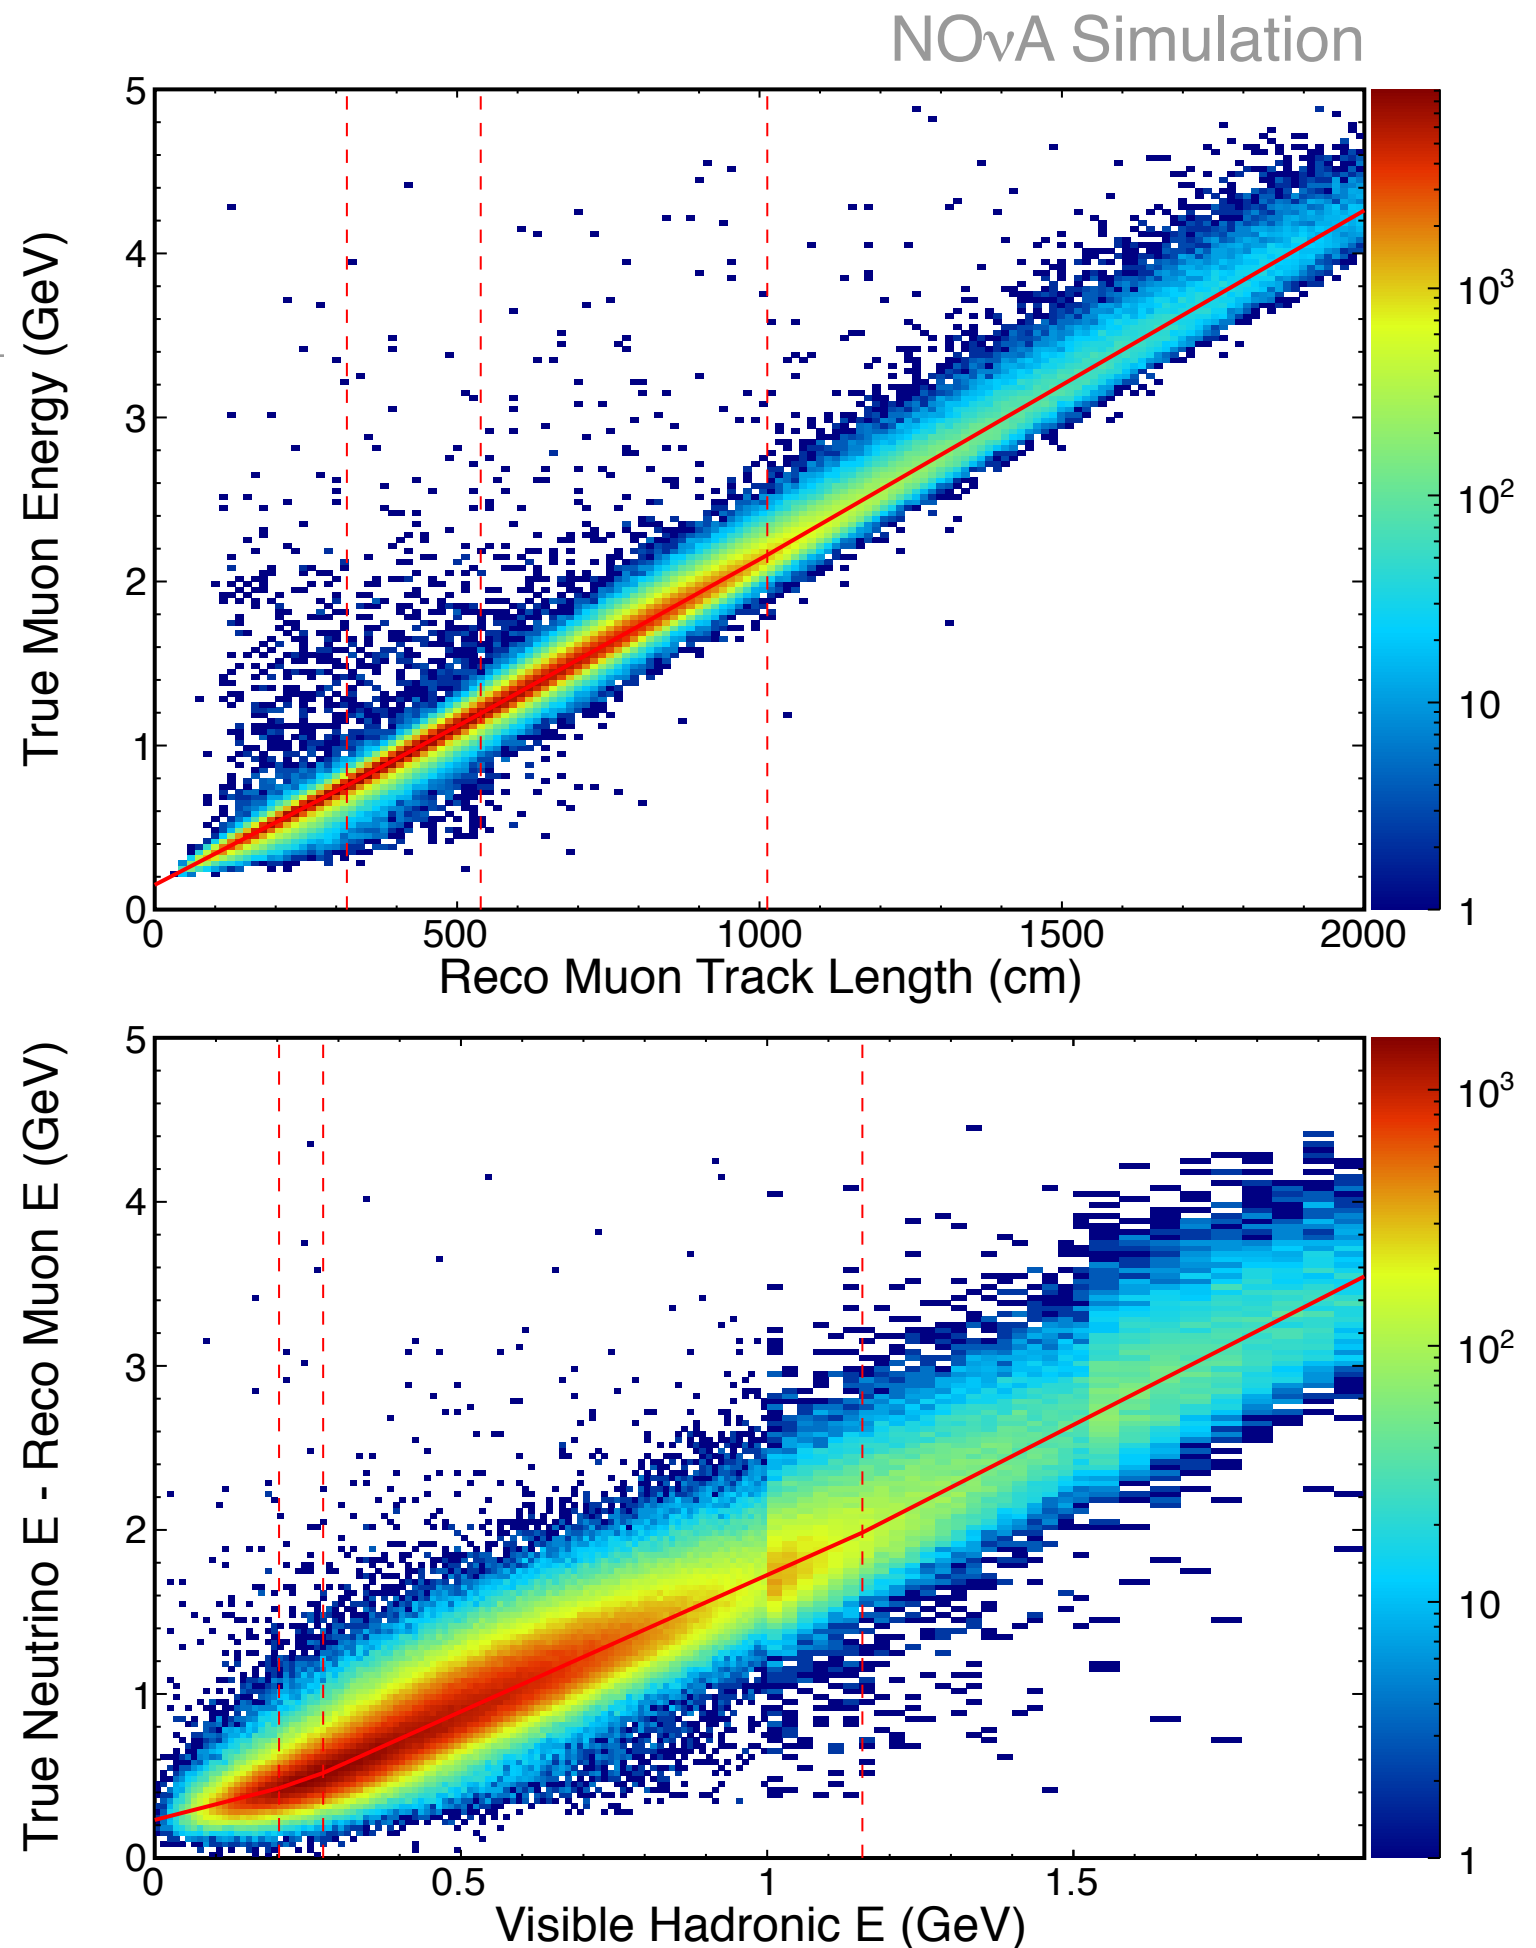 NOνA Simulation
True Muon Energy (GeV)
5
4
3
2
1
0
0 500 1000 1500 2000
Reco Muon Track Length (cm)
10³
10²
10
1
True Neutrino E - Reco Muon E (GeV)
5
4
3
2
1
0
0 0.5 1 1.5
Visible Hadronic E (GeV)
10³
10²
10
1